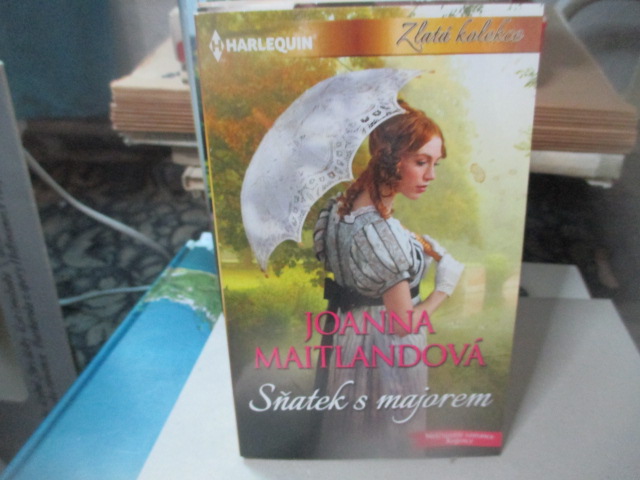 HARLEQUIN®
Zlatá kolekce
JOANNA
MAITLANDOVÁ
Sňatek s majorem